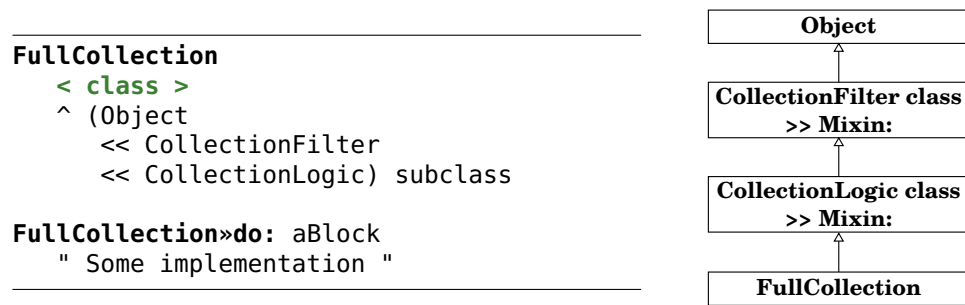 FullCollection
< class >
^ (Object
<< CollectionFilter
<< CollectionLogic) subclass
FullCollection»do: aBlock
" Some implementation "
Object
CollectionFilter class
>> Mixin:
CollectionLogic class
>> Mixin:
FullCollection